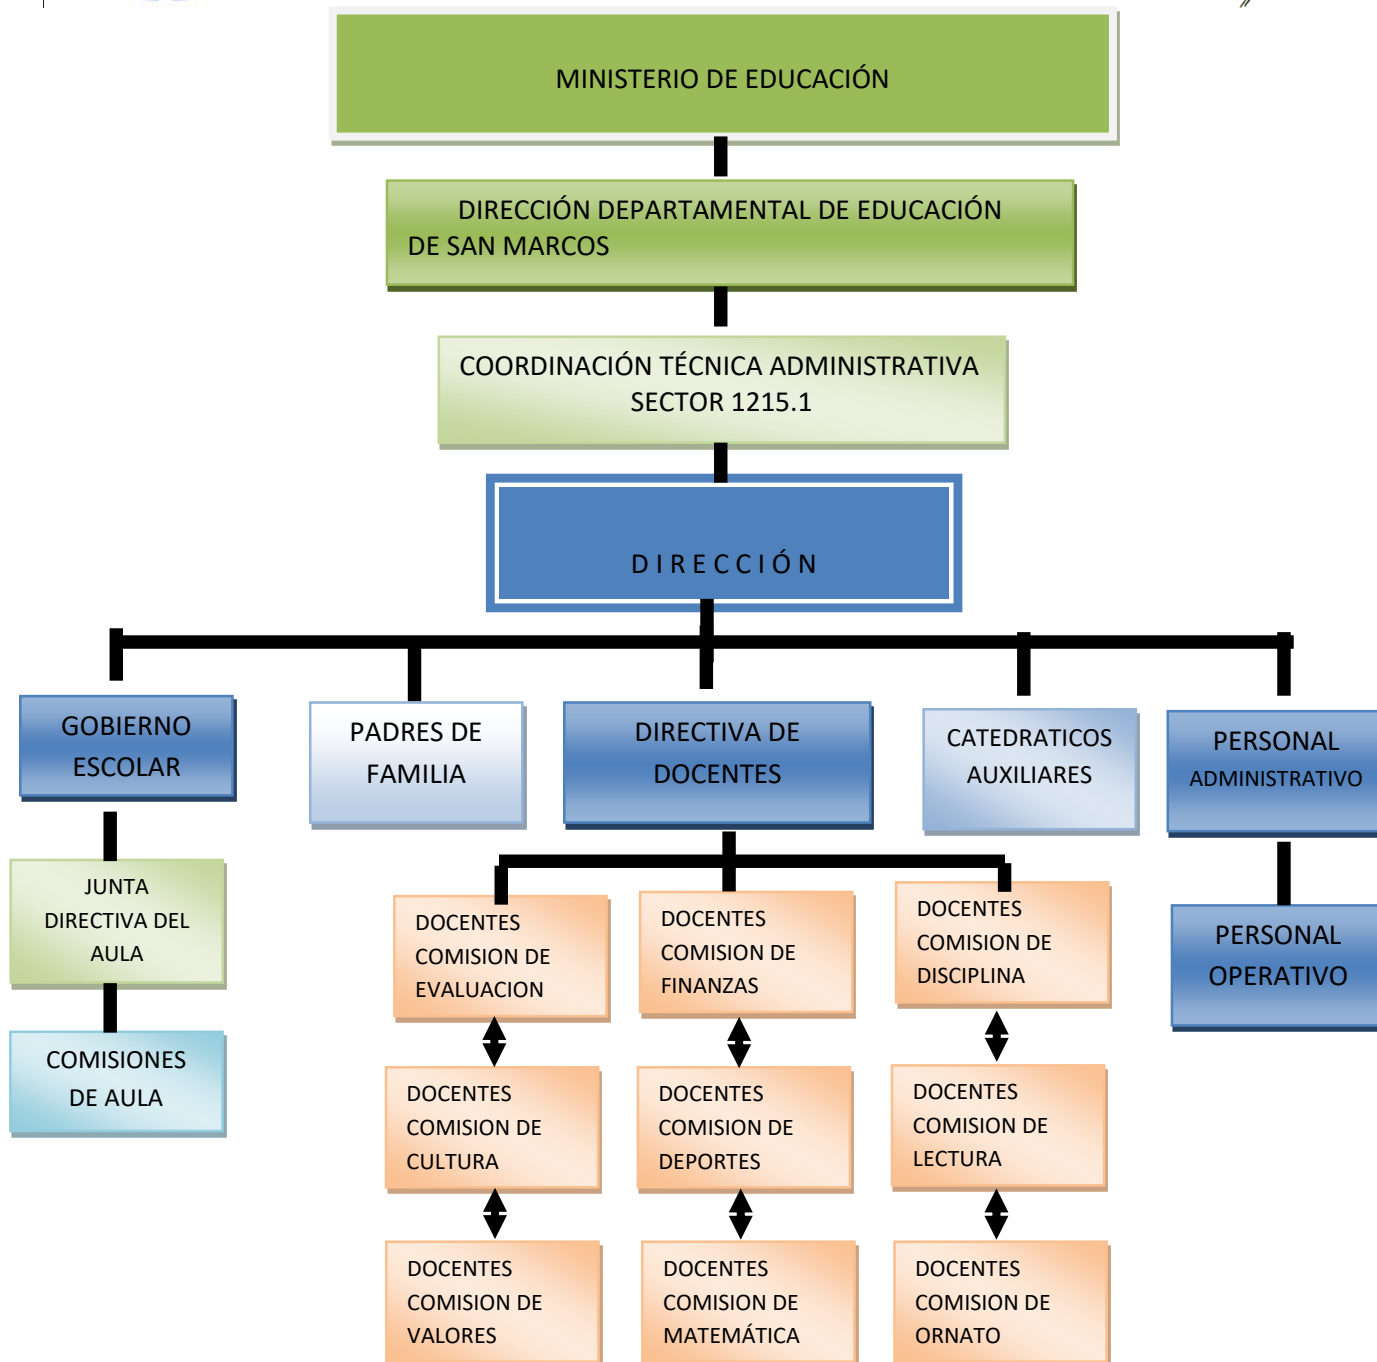 MINISTERIO DE EDUCACIÓN
DIRECCIÓN DEPARTAMENTAL DE EDUCACIÓN
DE SAN MARCOS
COORDINACIÓN TÉCNICA ADMINISTRATIVA
SECTOR 1215.1
D I R E C C I Ó N
GOBIERNO
ESCOLAR
PADRES DE
FAMILIA
DIRECTIVA DE
DOCENTES
CATEDRATICOS
AUXILIARES
PERSONAL
ADMINISTRATIVO
JUNTA
DIRECTIVA DEL
AULA
DOCENTES
COMISION DE
EVALUACION
DOCENTES
COMISION DE
FINANZAS
DOCENTES
COMISION DE
DISCIPLINA
PERSONAL
OPERATIVO
COMISIONES
DE AULA
DOCENTES
COMISION DE
CULTURA
DOCENTES
COMISION DE
DEPORTES
DOCENTES
COMISION DE
LECTURA
DOCENTES
COMISION DE
VALORES
DOCENTES
COMISION DE
MATEMÁTICA
DOCENTES
COMISION DE
ORNATO